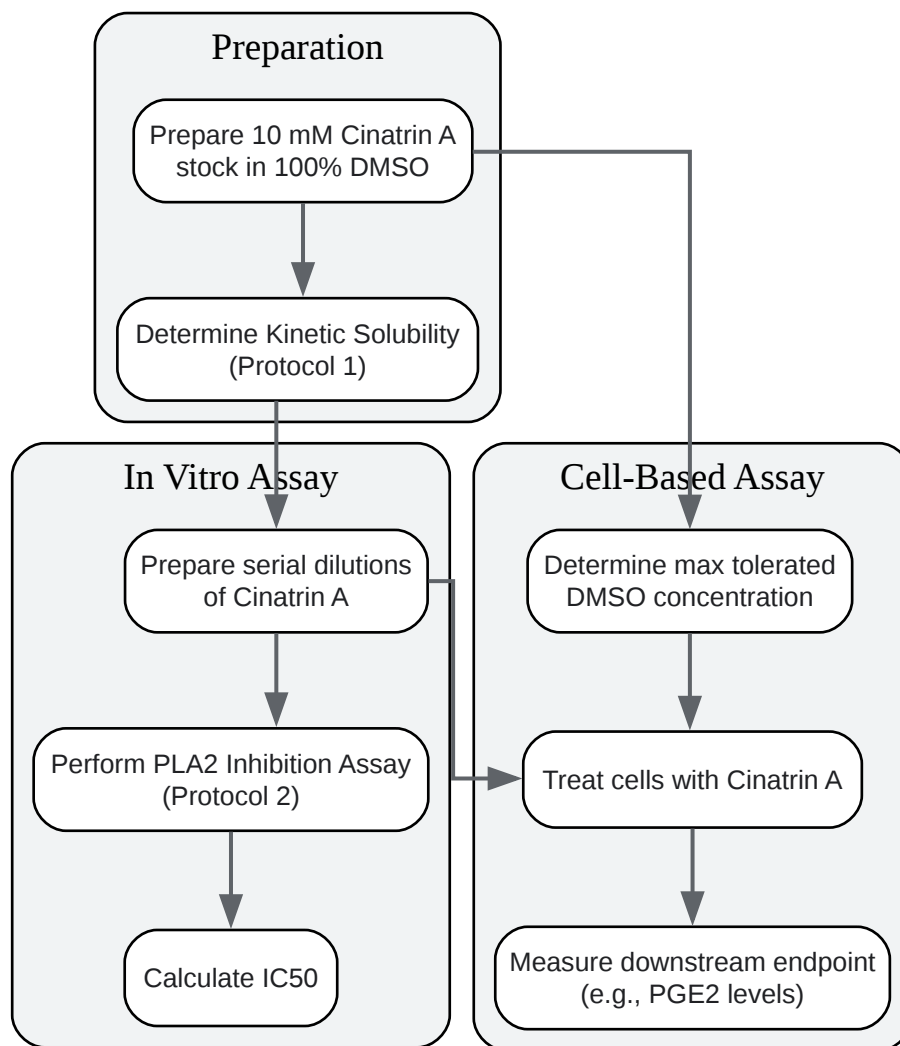 Preparation
Prepare 10 mM Cinatrin A
stock in 100% DMSO
Determine Kinetic Solubility
(Protocol 1)
In Vitro Assay
Prepare serial dilutions
of Cinatrin A
Perform PLA2 Inhibition Assay
(Protocol 2)
Calculate IC50
Cell-Based Assay
Determine max tolerated
DMSO concentration
Treat cells with Cinatrin A
Measure downstream endpoint
(e.g., PGE2 levels)